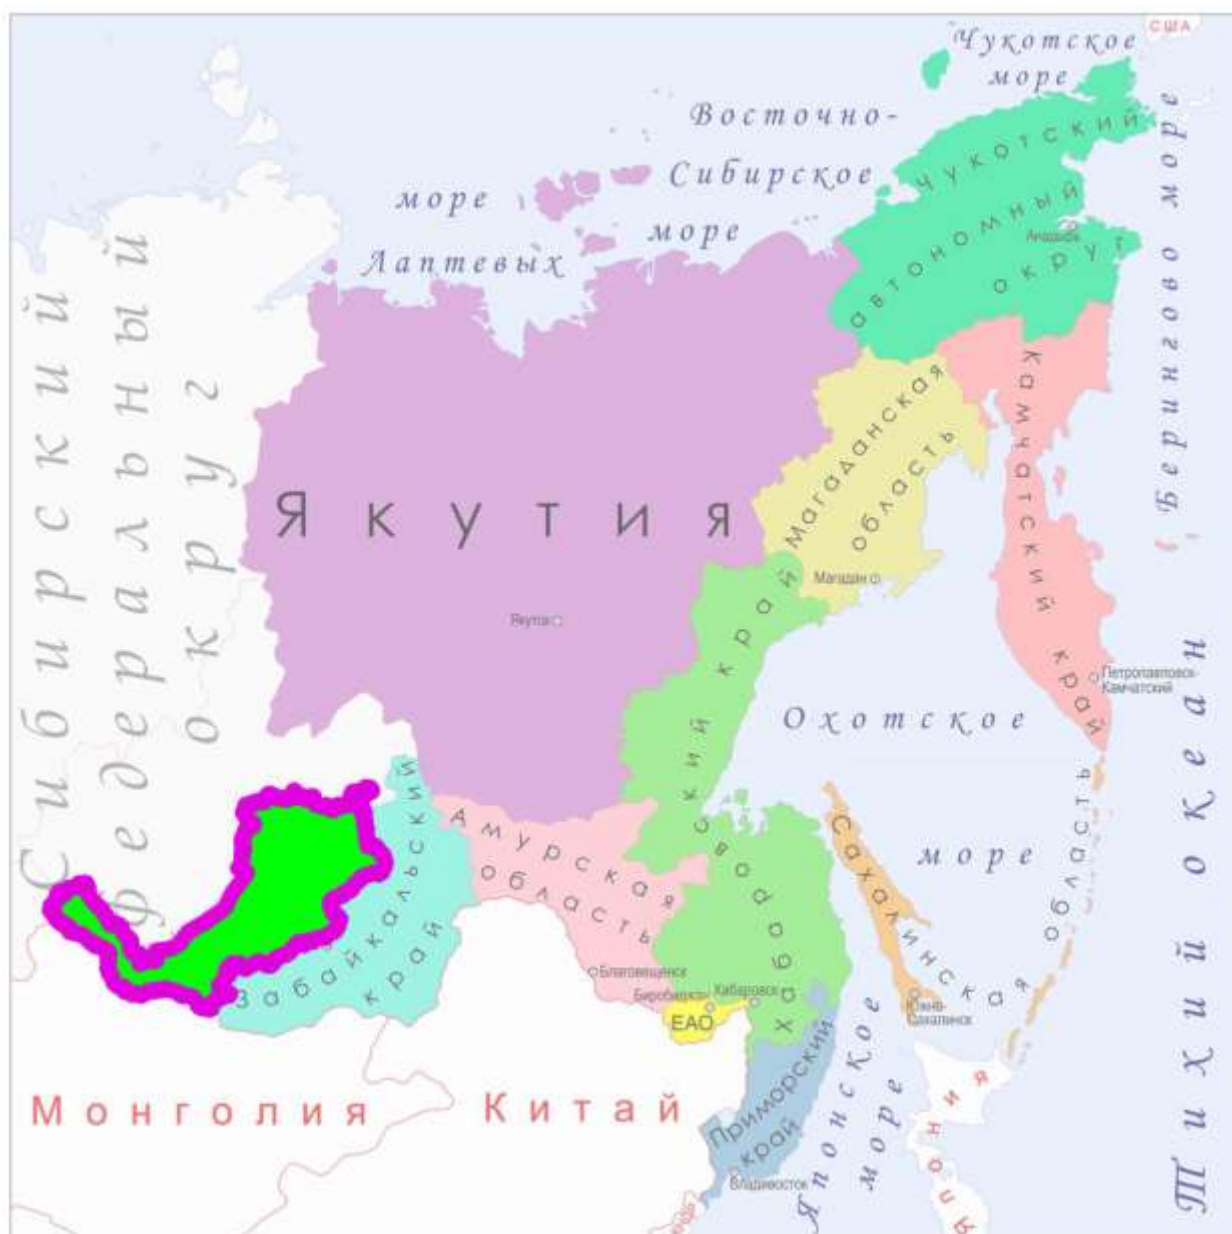 США
Чукотское
море
Восточно-
Сибирское
море
море
Лаптевых
Чукотский
автономный
округ
Анадырь
Берингово море
Сибирский
федеральный
округ
Якутия
Якутск
Магаданская
область
Магадан
Камчатский край
Петропавловск-
Камчатский
Охотское
море
Хабаровский край
Хабаровск
Амурская
область
Благовещенск
Биробиджан
ЕАО
Забайкальский
край
Сахалинская область
Южно-
Сахалинск
Приморский
край
Владивосток
Японское
море
Япония
Монголия
Китай
Тихий океан